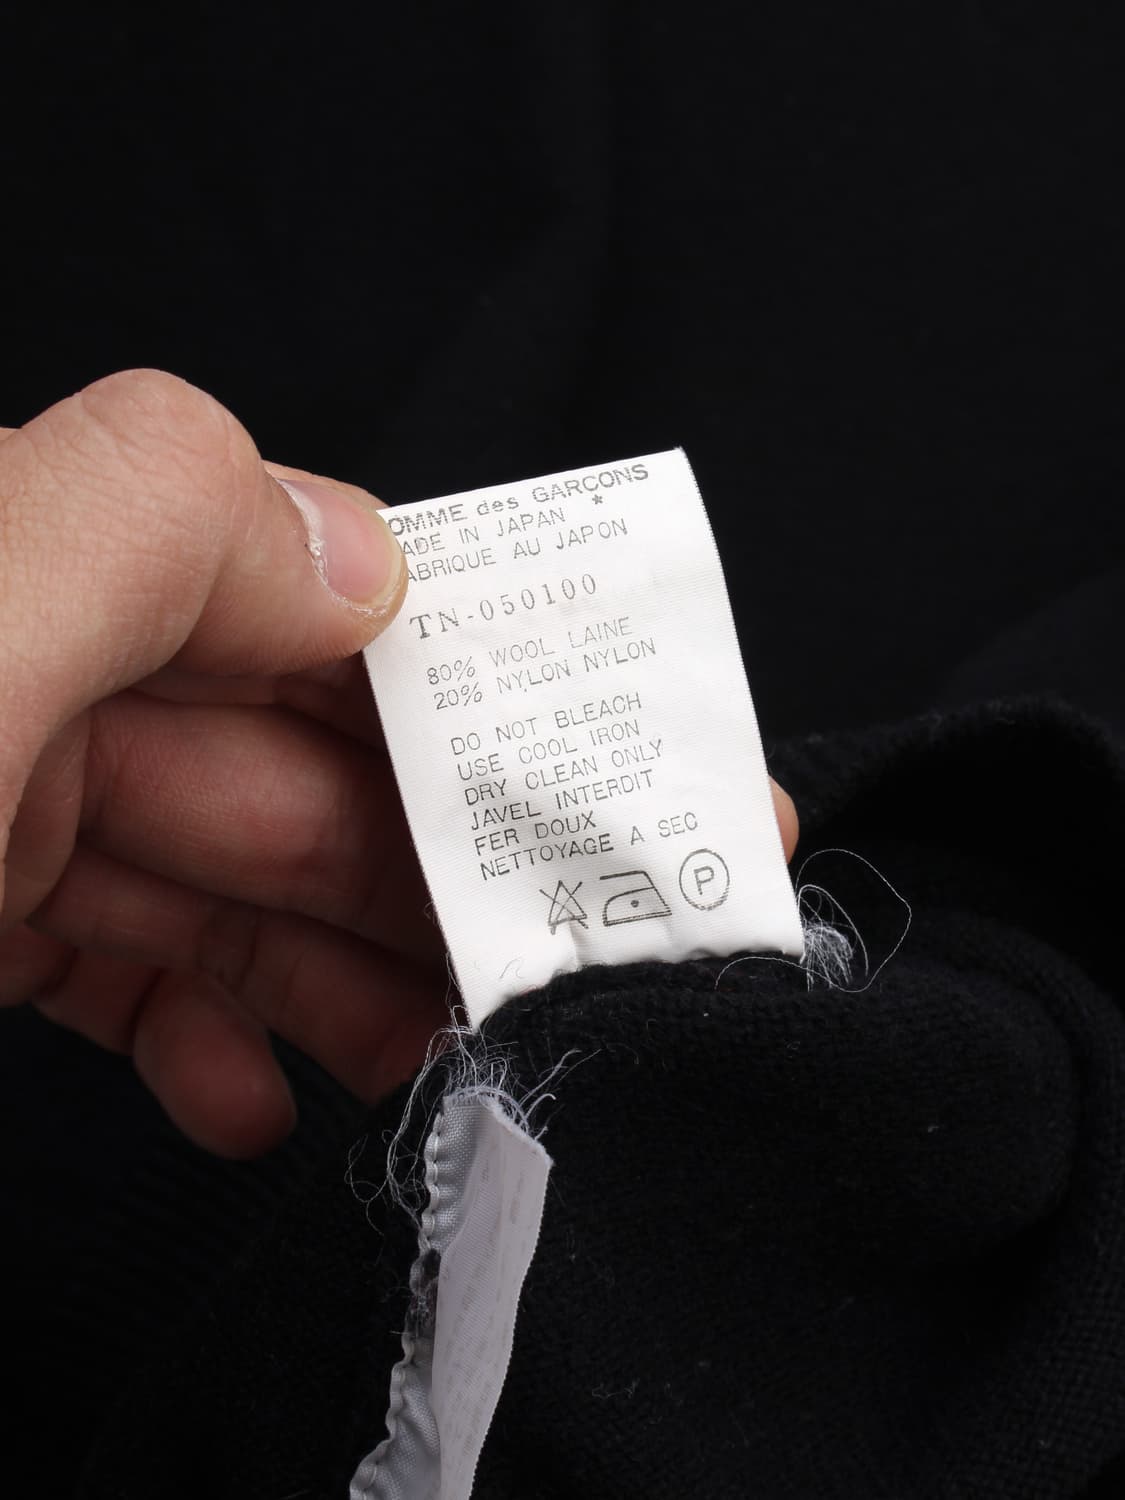 OMME des GARÇONS
ADE IN JAPAN *
ABRIQUE AU JAPON
TN-050100
80% WOOL LAINE
20% NYLON NYLON
DO NOT BLEACH
USE COOL IRON
DRY CLEAN ONLY
JAVEL INTERDIT
FER DOUX
NETTOYAGE A SEC
P